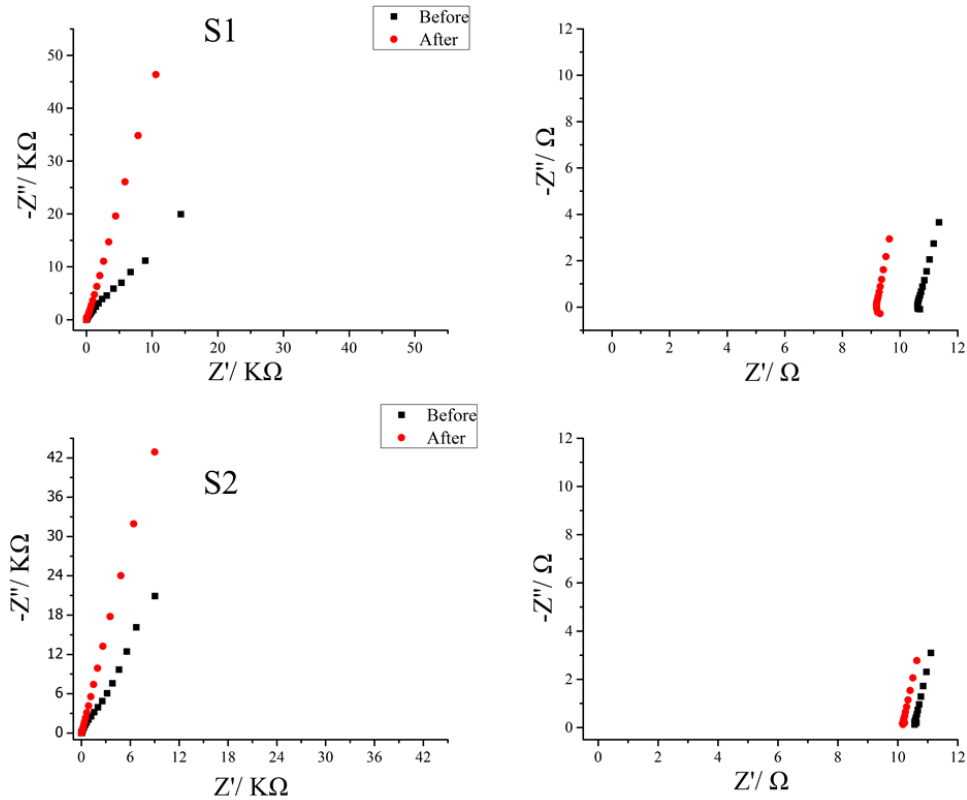 S1
Before
After
-Z''/ KΩ
50
40
30
20
10
0
0 10 20 30 40 50
Z'/ KΩ
-Z''/ Ω
12
10
8
6
4
2
0
0 2 4 6 8 10 12
Z'/ Ω
S2
Before
After
-Z''/ KΩ
42
36
30
24
18
12
6
0
0 6 12 18 24 30 36 42
Z'/ KΩ
-Z''/ Ω
12
10
8
6
4
2
0
0 2 4 6 8 10 12
Z'/ Ω